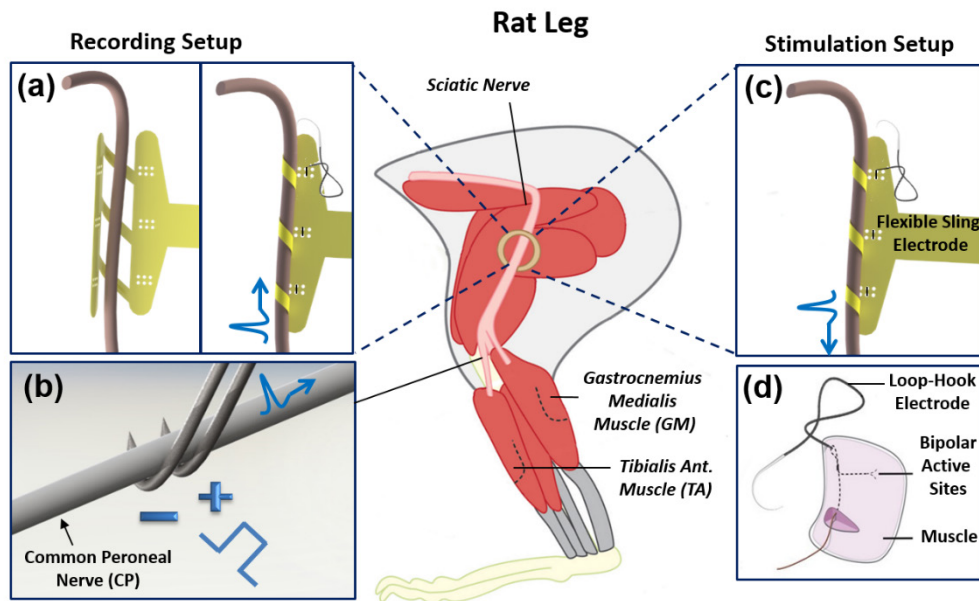 Rat Leg
Recording Setup
Stimulation Setup
(a)
Sciatic Nerve
(c)
Flexible Sling
Electrode
(b)
Common Peroneal
Nerve (CP)
Gastrocnemius
Medialis
Muscle (GM)
Tibialis Ant.
Muscle (TA)
(d)
Loop-Hook
Electrode
Bipolar
Active
Sites
Muscle